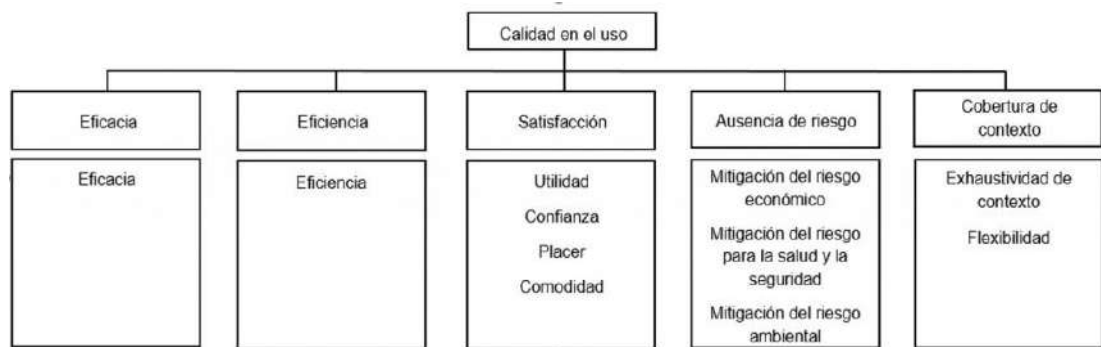 Calidad en el uso
Eficacia
Eficiencia
Satisfacción
Ausencia de riesgo
Cobertura de
contexto
Eficacia
Eficiencia
Utilidad
Confianza
Placer
Comodidad
Mitigación del riesgo
económico
Mitigación del riesgo
para la salud y la
seguridad
Mitigación del riesgo
ambiental
Exhaustividad de
contexto
Flexibilidad